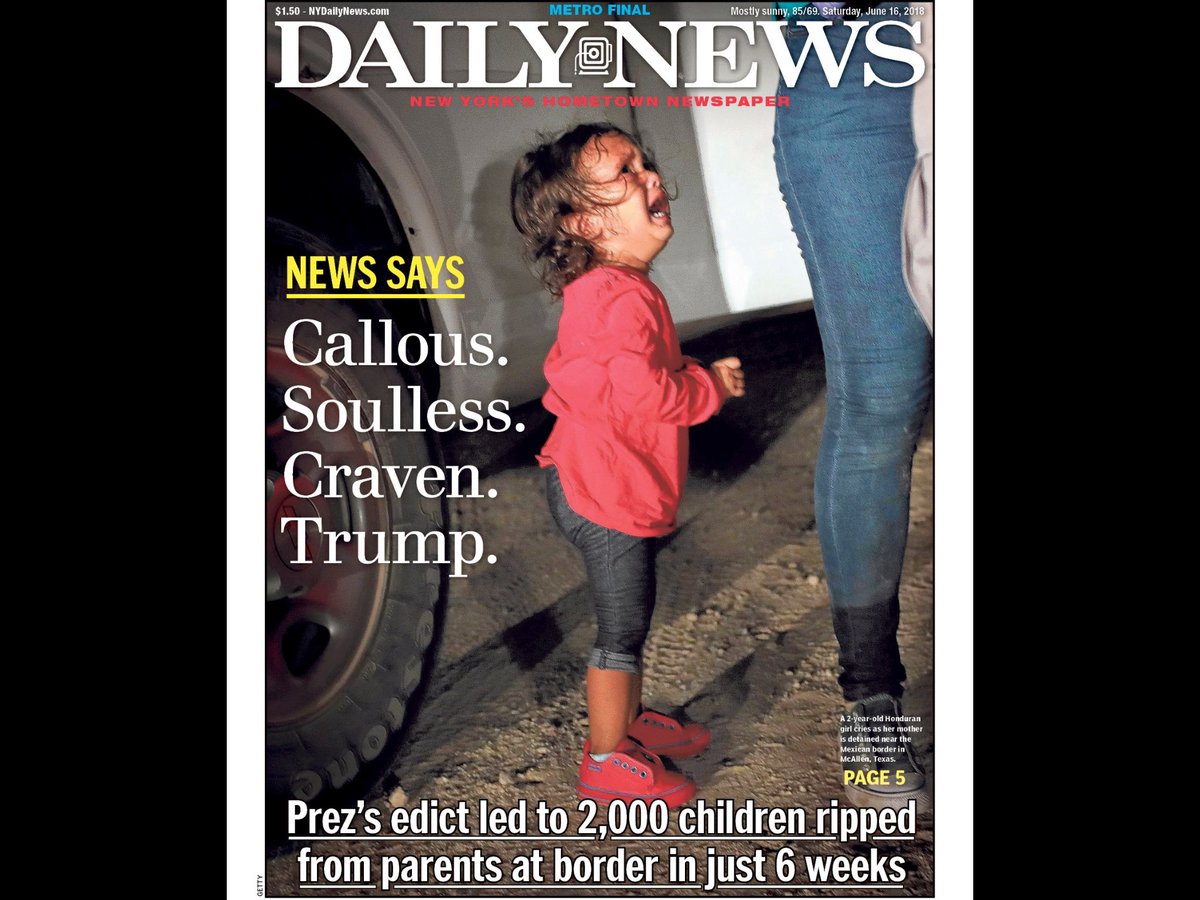 $1.50 - NYDailyNews.com
METRO FINAL
Mostly sunny, 85/69. Saturday, June 16, 2018
DAILY NEWS
NEW YORK'S HOMETOWN NEWSPAPER
NEWS SAYS
Callous.
Soulless.
Craven.
Trump.
A 2-year-old Honduran
girl cries as her mother
is detained near the
Mexican border in
McAllen, Texas.
PAGE 5
Prez's edict led to 2,000 children ripped
from parents at border in just 6 weeks
GETTY